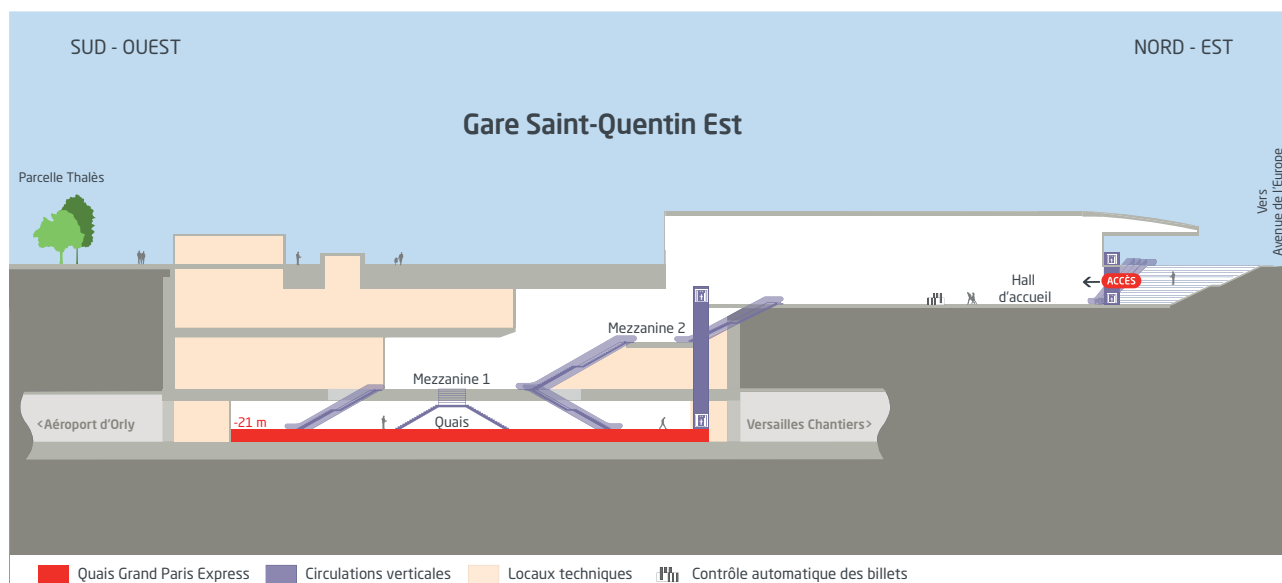 SUD - OUEST
NORD - EST
Gare Saint-Quentin Est
Parcelle Thalès
Vers
Avenue de l'Europe
ACCÈS
Hall
d'accueil
Mezzanine 2
Mezzanine 1
-21 m
Quais
<Aéroport d'Orly
Versailles Chantiers>
Quais Grand Paris Express
Circulations verticales
Locaux techniques
Contrôle automatique des billets